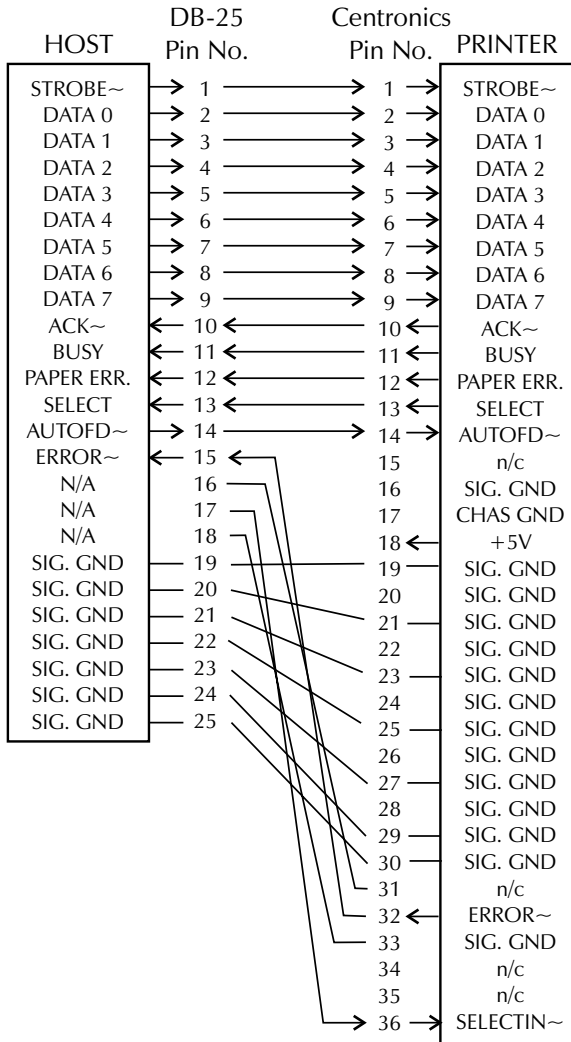 DB-25 Centronics
HOST Pin No. Pin No. PRINTER
STROBE~ 1 1 STROBE~
DATA 0 2 2 DATA 0
DATA 1 3 3 DATA 1
DATA 2 4 4 DATA 2
DATA 3 5 5 DATA 3
DATA 4 6 6 DATA 4
DATA 5 7 7 DATA 5
DATA 6 8 8 DATA 6
DATA 7 9 9 DATA 7
ACK~ 10 10 ACK~
BUSY 11 11 BUSY
PAPER ERR. 12 12 PAPER ERR.
SELECT 13 13 SELECT
AUTOFD~ 14 14 AUTOFD~
ERROR~ 15 15 n/c
N/A 16 16 SIG. GND
N/A 17 17 CHAS GND
N/A 18 18 +5V
SIG. GND 19 19 SIG. GND
SIG. GND 20 20 SIG. GND
SIG. GND 21 21 SIG. GND
SIG. GND 22 22 SIG. GND
SIG. GND 23 23 SIG. GND
SIG. GND 24 24 SIG. GND
SIG. GND 25 25 SIG. GND
26 SIG. GND
27 SIG. GND
28 SIG. GND
29 SIG. GND
30 SIG. GND
31 n/c
32 ERROR~
33 SIG. GND
34 n/c
35 n/c
36 SELECTIN~